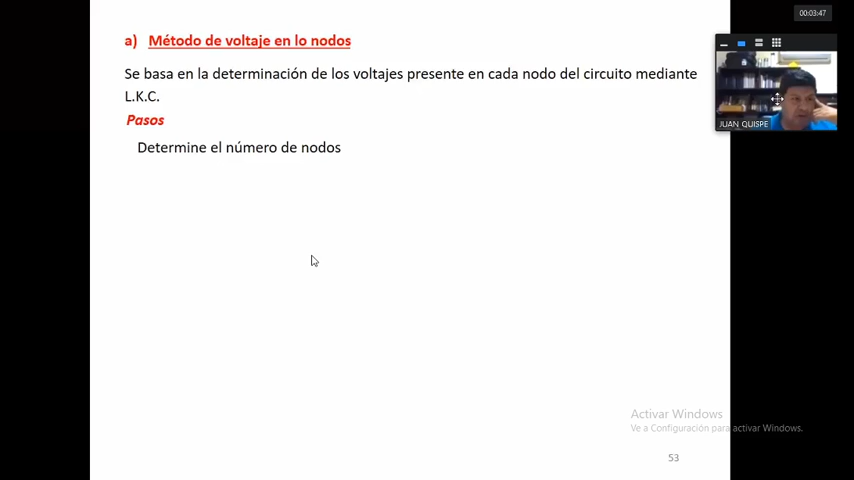 00:03:47
a) Método de voltaje en lo nodos
Se basa en la determinación de los voltajes presente en cada nodo del circuito mediante
L.K.C.
Pasos
Determine el número de nodos
JUAN QUISPE
Activar Windows
Ve a Configuración para activar Windows.
53